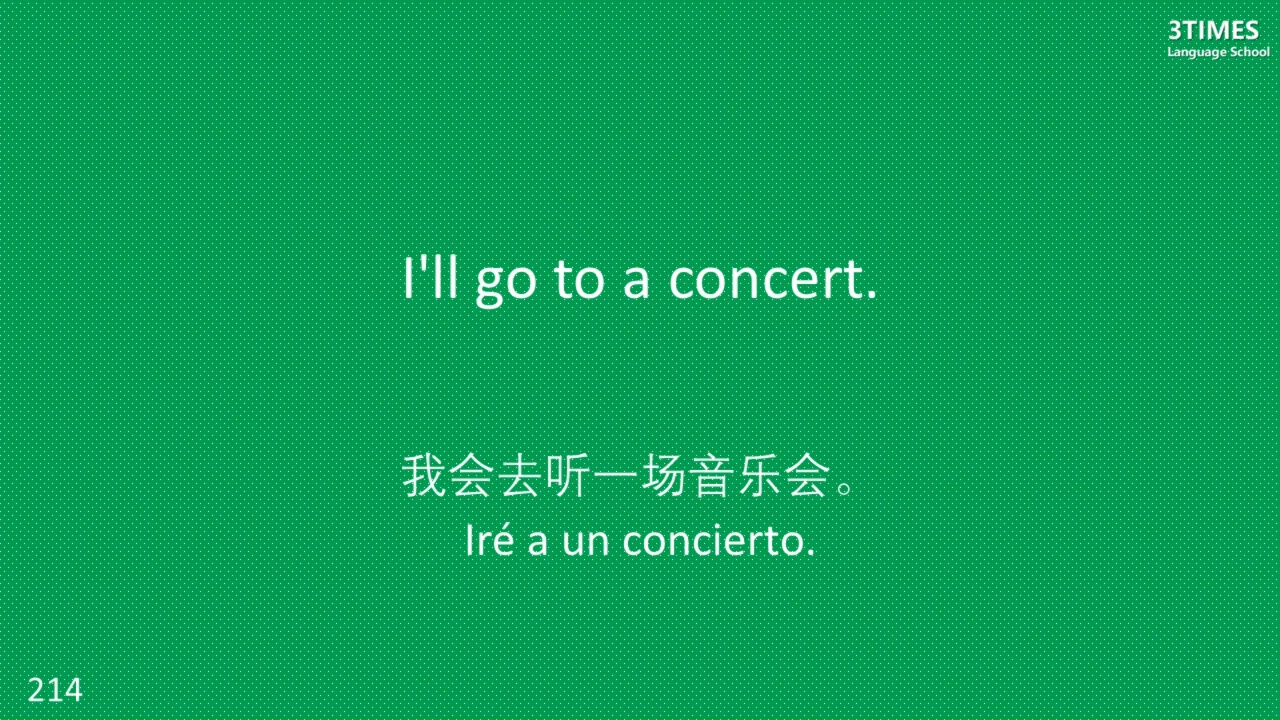 3TIMES
Language School
I'll go to a concert.
我会去听一场音乐会。
Iré a un concierto.
214